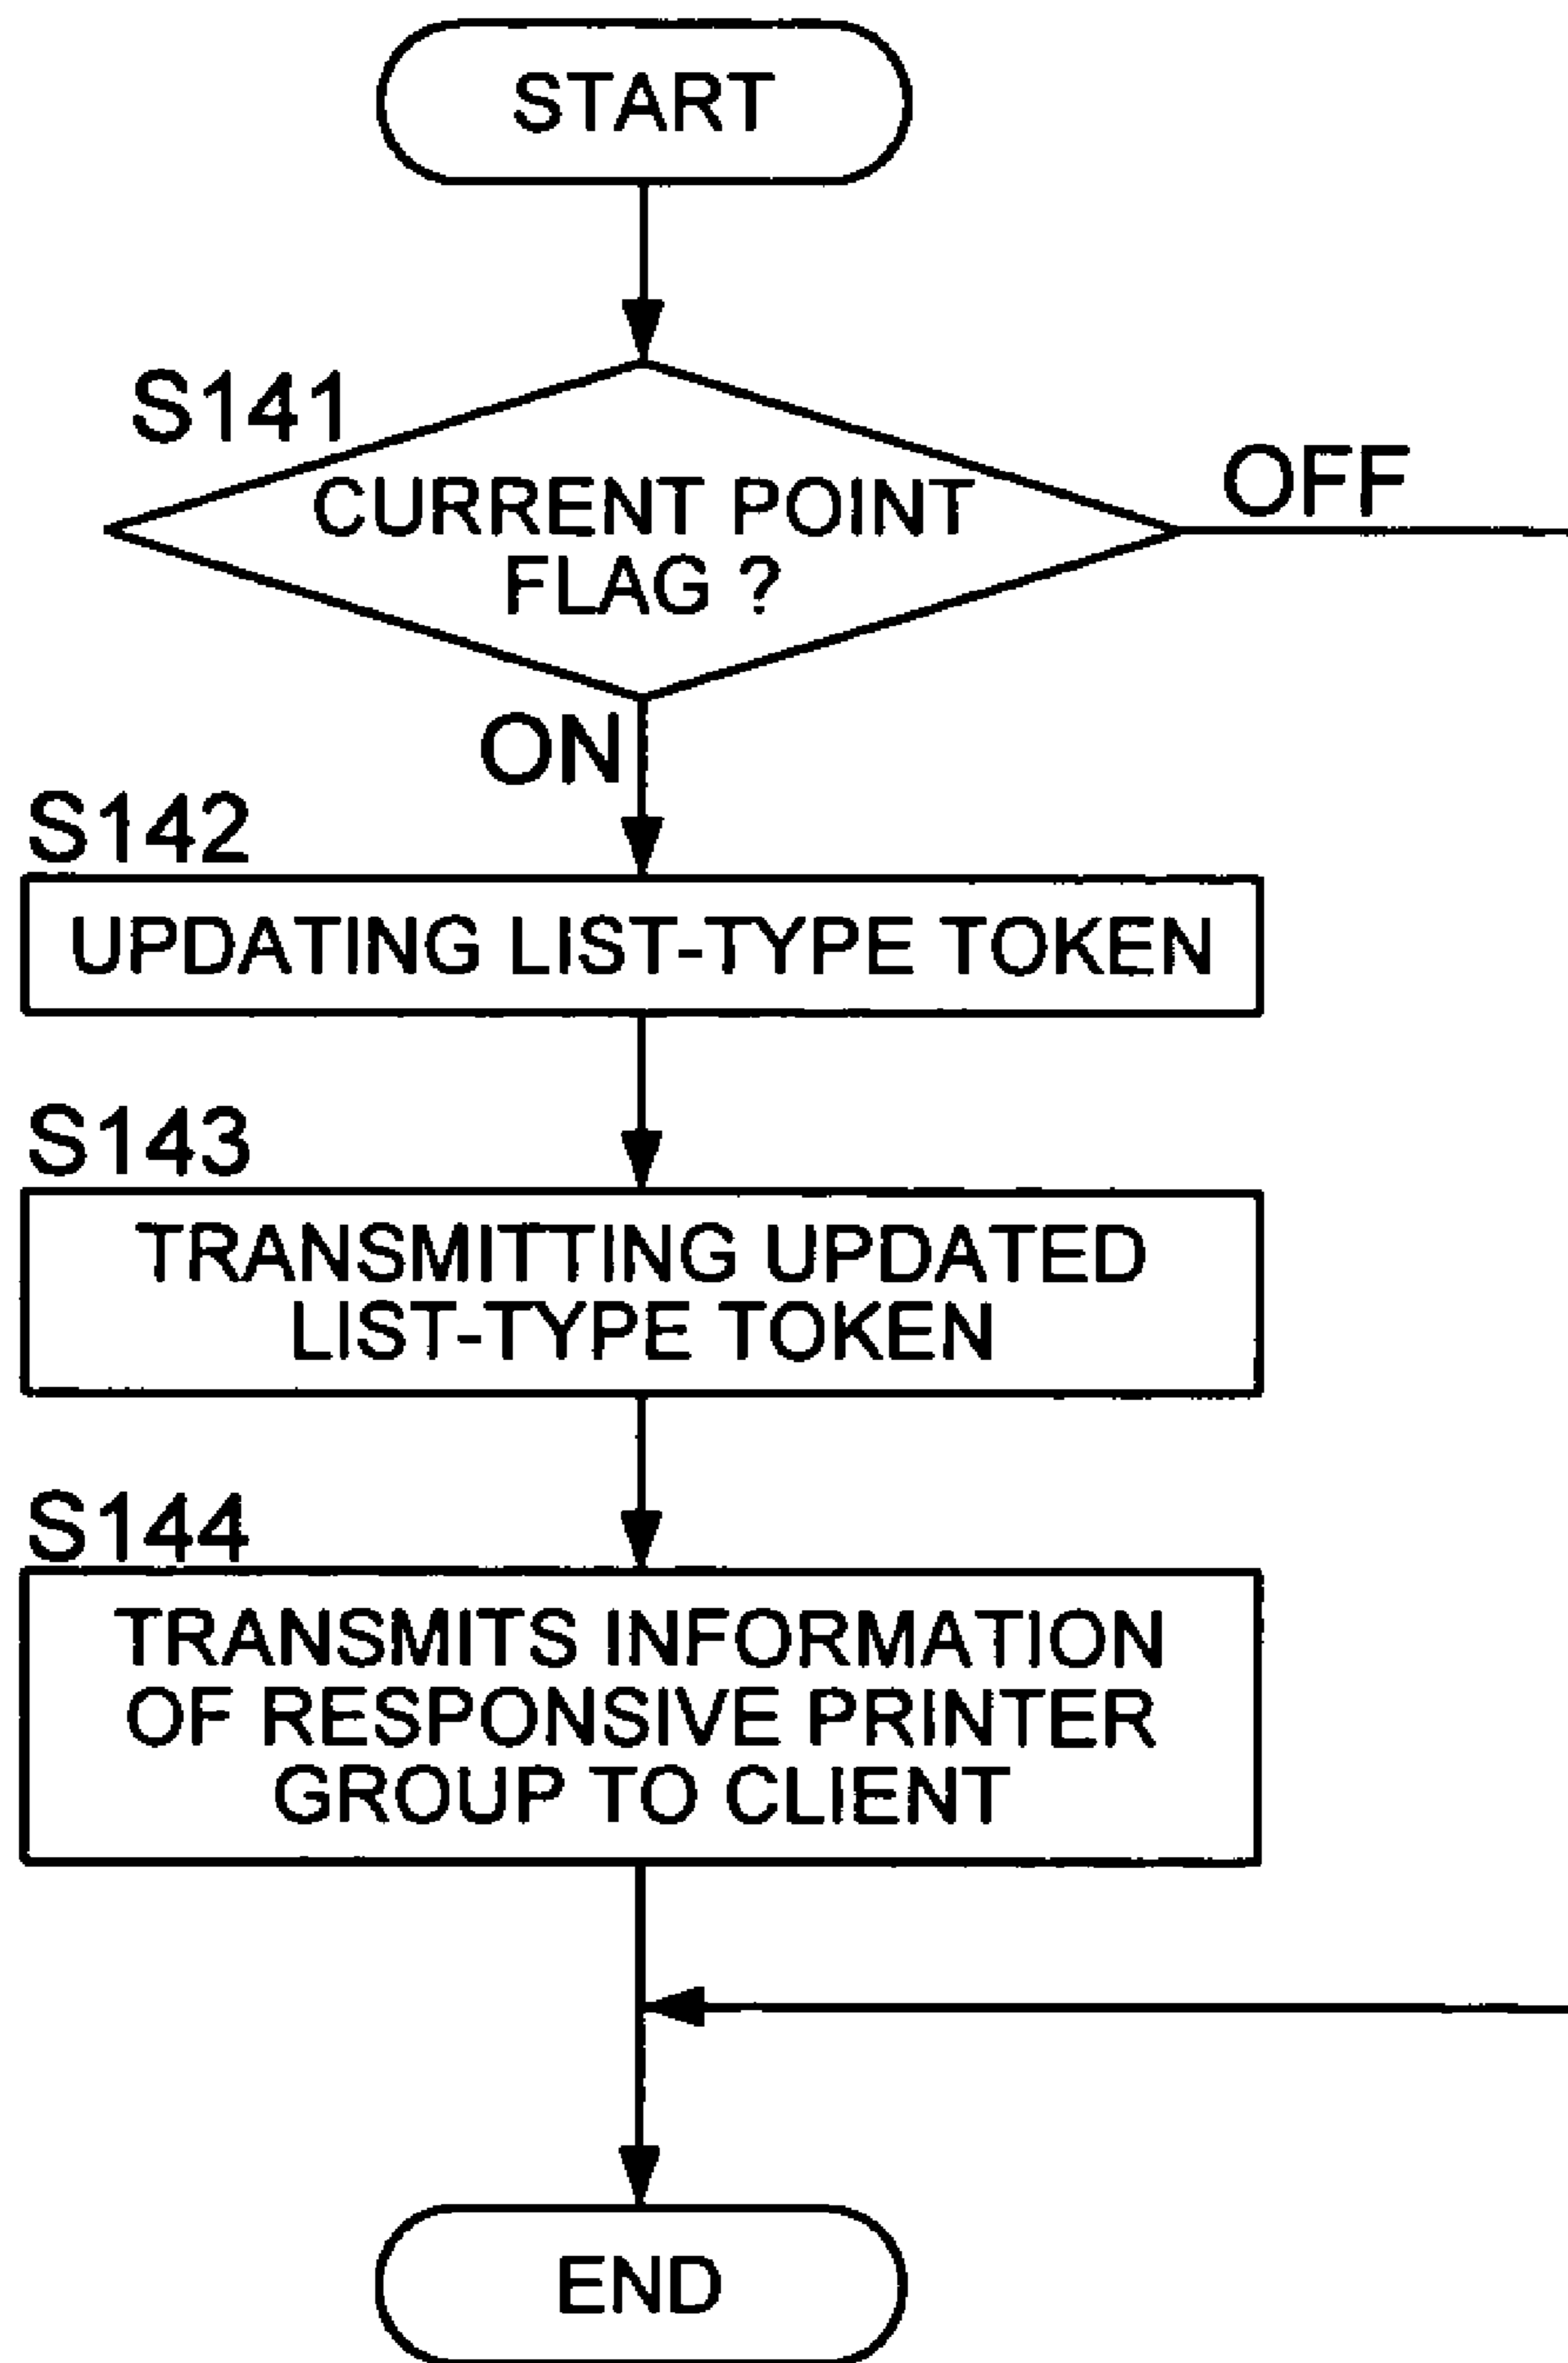 START
S141
CURRENT POINT
FLAG ?
OFF
ON
S142
UPDATING LIST-TYPE TOKEN
S143
TRANSMITTING UPDATED
LIST-TYPE TOKEN
S144
TRANSMITS INFORMATION
OF RESPONSIVE PRINTER
GROUP TO CLIENT
END